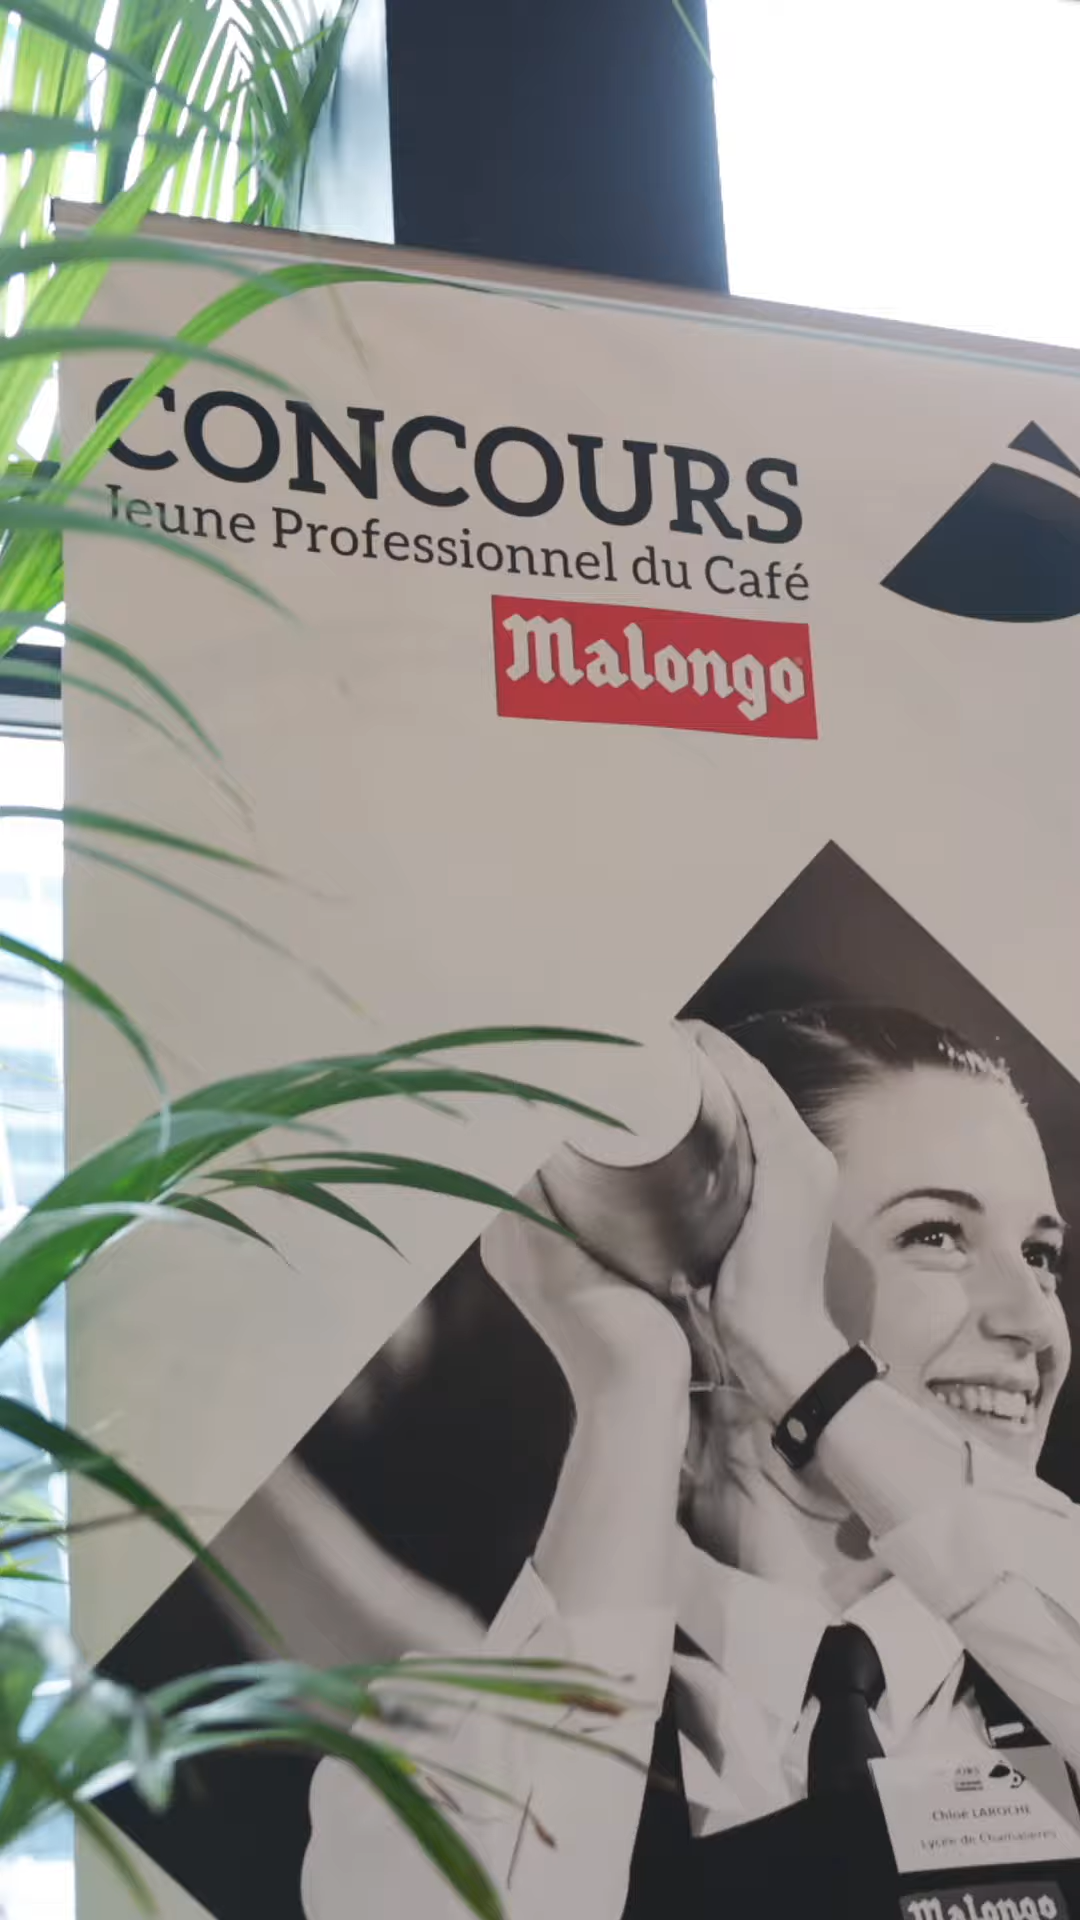 CONCOURS
Jeune Professionnel du Café
Malongo
Chloé LAROCHE
Lycée de Chamalières
Malongo